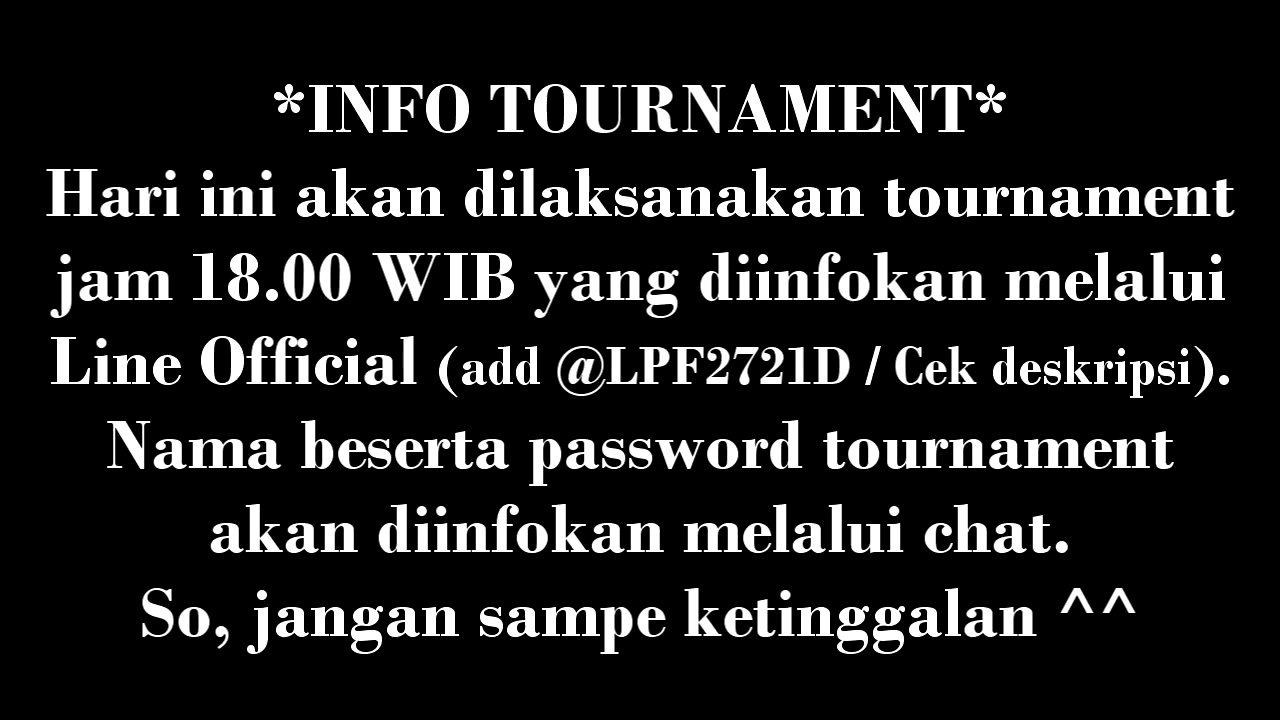 *INFO TOURNAMENT*
Hari ini akan dilaksanakan tournament
jam 18.00 WIB yang diinfokan melalui
Line Official (add @LPF2721D / Cek deskripsi).
Nama beserta password tournament
akan diinfokan melalui chat.
So, jangan sampe ketinggalan ^^